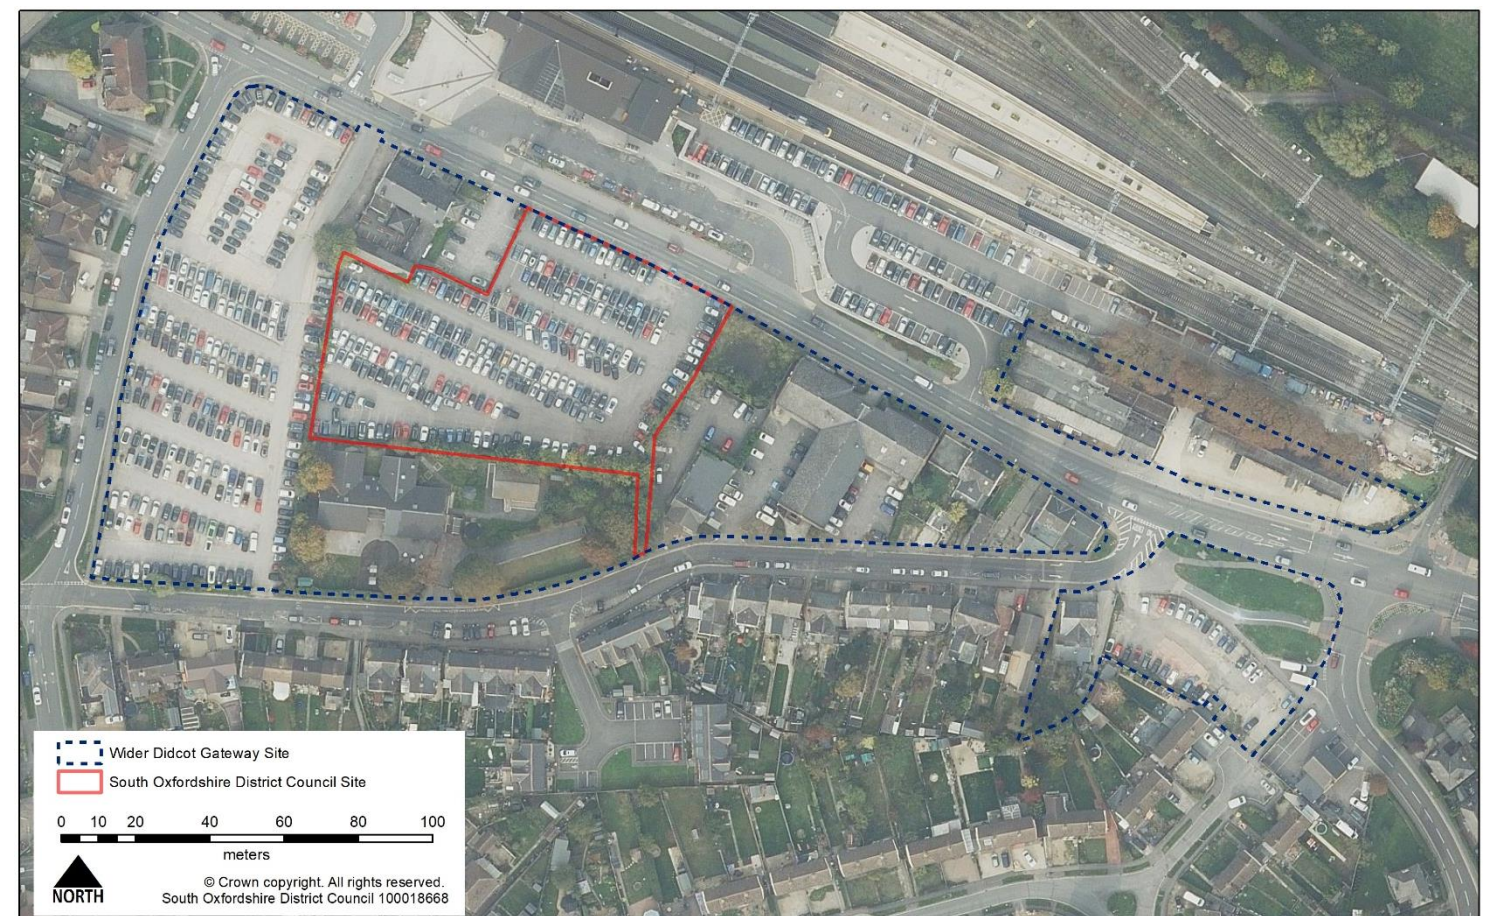 Wider Didcot Gateway Site
South Oxfordshire District Council Site
0 10 20 40 60 80 100
meters
NORTH
© Crown copyright. All rights reserved.
South Oxfordshire District Council 100018668